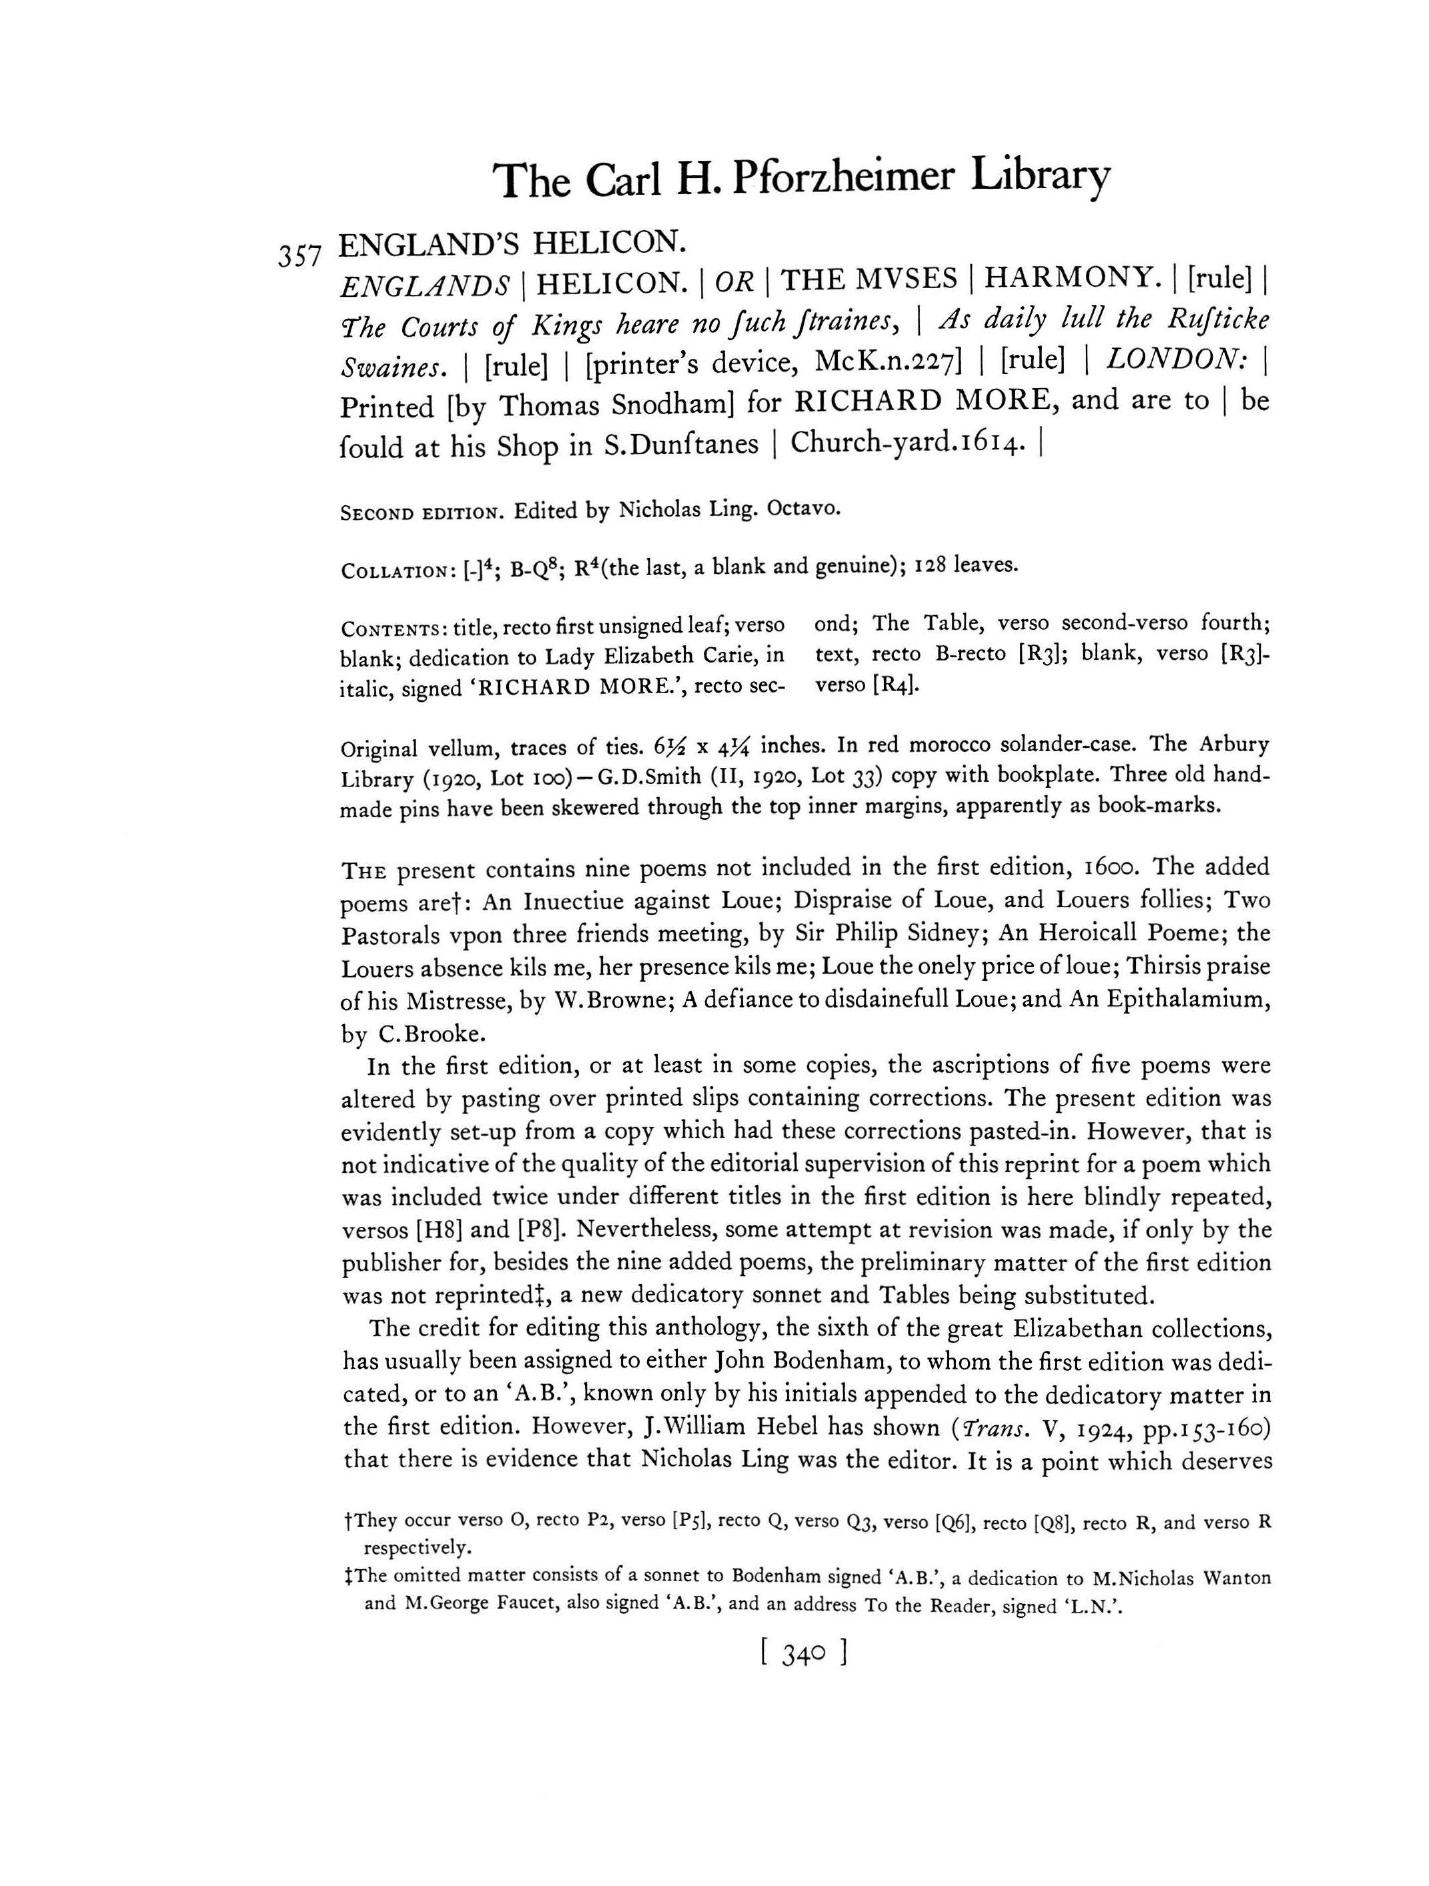 The Carl H. Pforzheimer Library
357 ENGLAND'S HELICON.
ENGLANDS | HELICON. | OR | THE MVSES | HARMONY. | [rule] |
The Courts of Kings heare no ſuch ſtraines, | As daily lull the Ruſticke
Swaines. | [rule] | [printer's device, McK.n.227] | [rule] | LONDON: |
Printed [by Thomas Snodham] for RICHARD MORE, and are to | be
ſould at his Shop in S.Dunſtanes | Church-yard.1614. |
SECOND EDITION. Edited by Nicholas Ling. Octavo.
COLLATION: [-]⁴; B-Q⁸; R⁴(the last, a blank and genuine); 128 leaves.
CONTENTS: title, recto first unsigned leaf; verso
blank; dedication to Lady Elizabeth Carie, in
italic, signed 'RICHARD MORE.', recto sec-
ond; The Table, verso second-verso fourth;
text, recto B-recto [R3]; blank, verso [R3]-
verso [R4].
Original vellum, traces of ties. 6½ x 4¼ inches. In red morocco solander-case. The Arbury
Library (1920, Lot 100)—G.D.Smith (II, 1920, Lot 33) copy with bookplate. Three old hand-
made pins have been skewered through the top inner margins, apparently as book-marks.
THE present contains nine poems not included in the first edition, 1600. The added
poems are†: An Inuectiue against Loue; Dispraise of Loue, and Louers follies; Two
Pastorals vpon three friends meeting, by Sir Philip Sidney; An Heroicall Poeme; the
Louers absence kils me, her presence kils me; Loue the onely price of loue; Thirsis praise
of his Mistresse, by W.Browne; A defiance to disdainefull Loue; and An Epithalamium,
by C.Brooke.
In the first edition, or at least in some copies, the ascriptions of five poems were
altered by pasting over printed slips containing corrections. The present edition was
evidently set-up from a copy which had these corrections pasted-in. However, that is
not indicative of the quality of the editorial supervision of this reprint for a poem which
was included twice under different titles in the first edition is here blindly repeated,
versos [H8] and [P8]. Nevertheless, some attempt at revision was made, if only by the
publisher for, besides the nine added poems, the preliminary matter of the first edition
was not reprinted‡, a new dedicatory sonnet and Tables being substituted.
The credit for editing this anthology, the sixth of the great Elizabethan collections,
has usually been assigned to either John Bodenham, to whom the first edition was dedi-
cated, or to an 'A.B.', known only by his initials appended to the dedicatory matter in
the first edition. However, J.William Hebel has shown (Trans. V, 1924, pp.153-160)
that there is evidence that Nicholas Ling was the editor. It is a point which deserves
†They occur verso O, recto P2, verso [P5], recto Q, verso Q3, verso [Q6], recto [Q8], recto R, and verso R
respectively.
‡The omitted matter consists of a sonnet to Bodenham signed 'A.B.', a dedication to M.Nicholas Wanton
and M.George Faucet, also signed 'A.B.', and an address To the Reader, signed 'L.N.'.
[ 340 ]